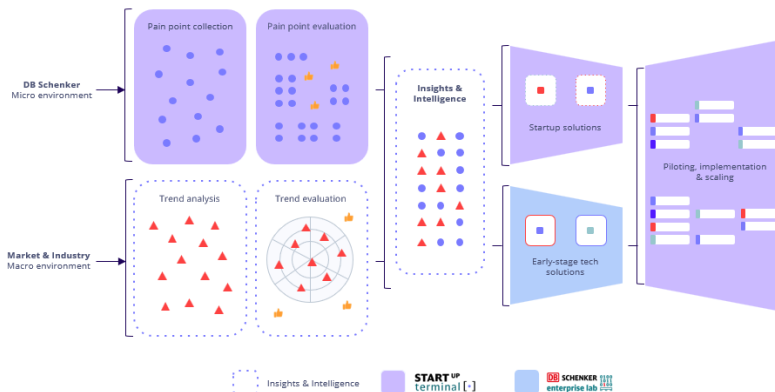 Pain point collection
Pain point evaluation
DB Schenker
Micro environment
Insights &
Intelligence
Startup solutions
Piloting, implementation
& scaling
Trend analysis
Trend evaluation
Market & Industry
Macro environment
Early-stage tech
solutions
Insights & Intelligence
START UP
terminal [·]
DB SCHENKER
enterprise lab